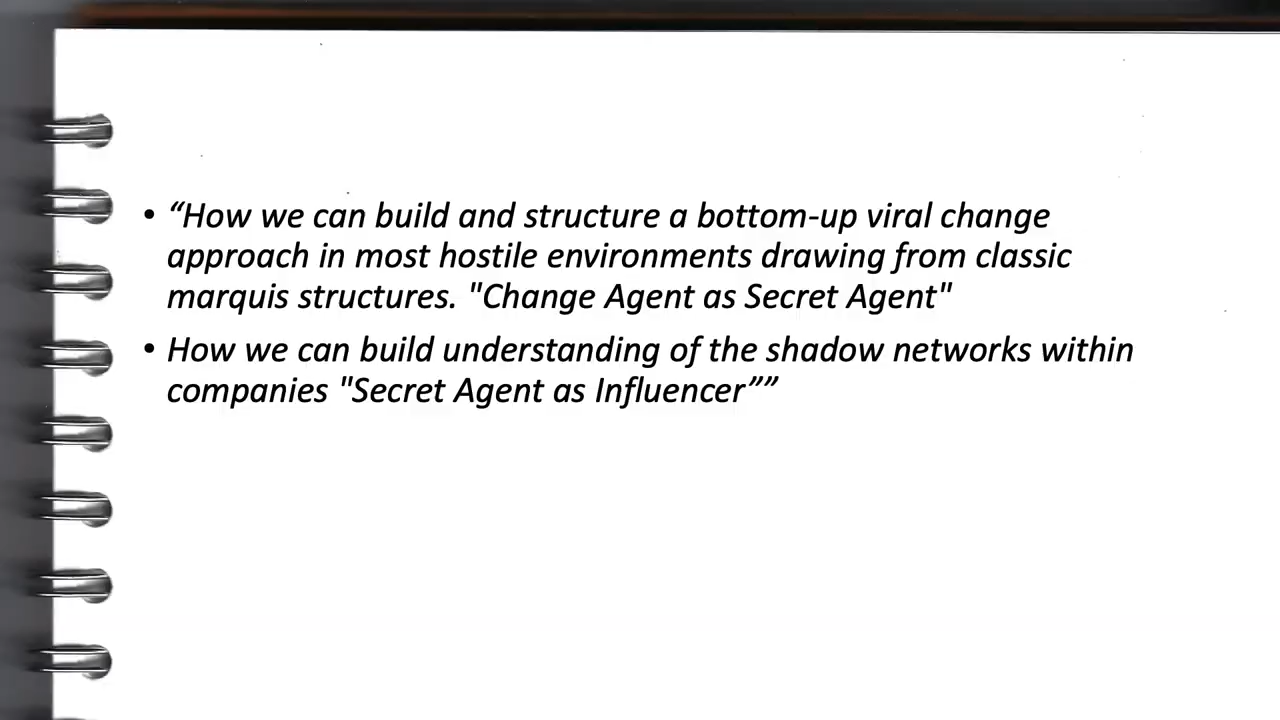 • “How we can build and structure a bottom-up viral change
approach in most hostile environments drawing from classic
marquis structures. "Change Agent as Secret Agent"
• How we can build understanding of the shadow networks within
companies "Secret Agent as Influencer””